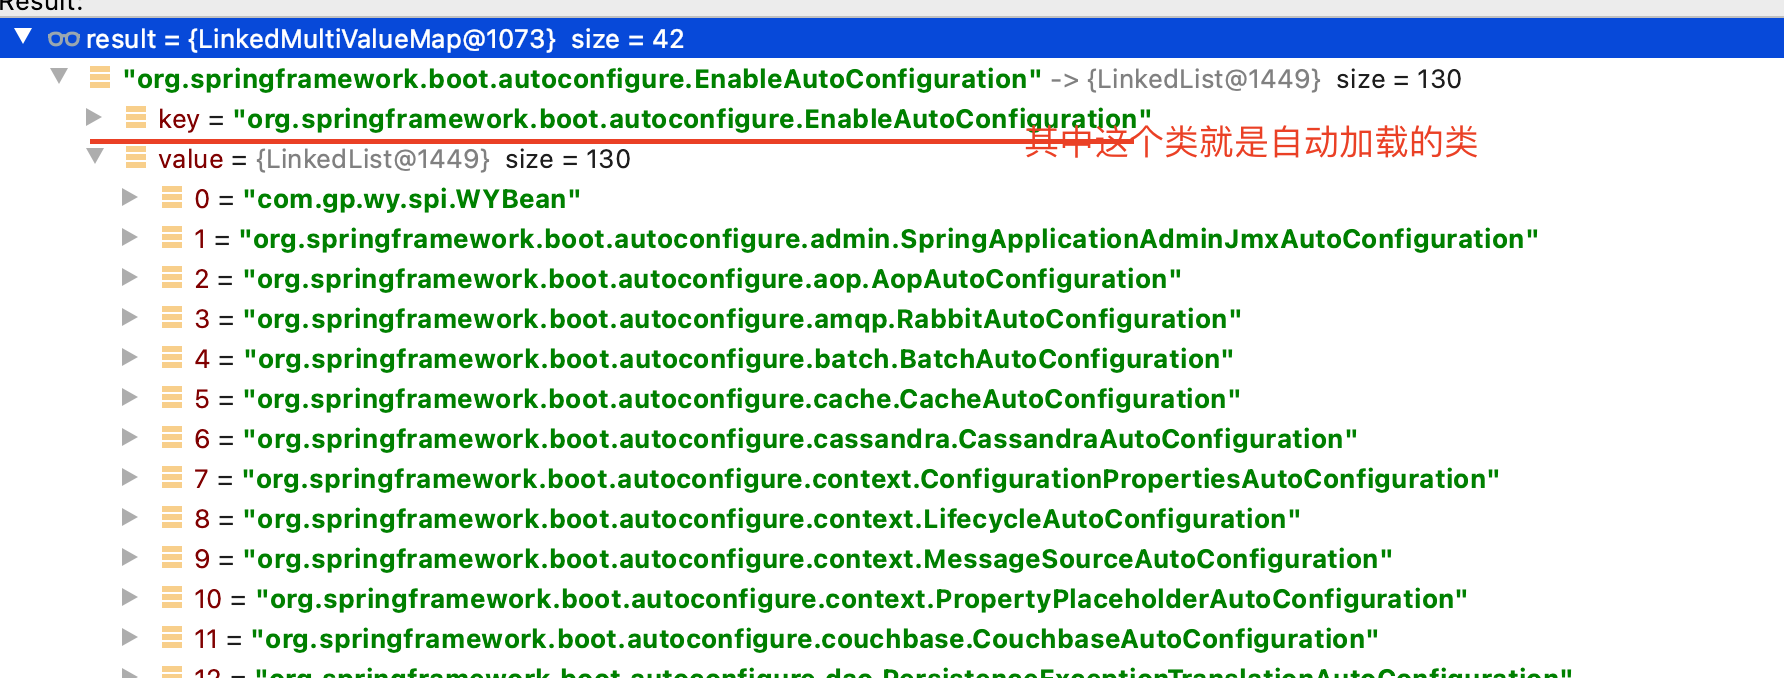 Result:
result = {LinkedMultiValueMap@1073} size = 42
"org.springframework.boot.autoconfigure.EnableAutoConfiguration" -> {LinkedList@1449} size = 130
key = "org.springframework.boot.autoconfigure.EnableAutoConfiguration"
其中这个类就是自动加载的类
value = {LinkedList@1449} size = 130
0 = "com.gp.wy.spi.WYBean"
1 = "org.springframework.boot.autoconfigure.admin.SpringApplicationAdminJmxAutoConfiguration"
2 = "org.springframework.boot.autoconfigure.aop.AopAutoConfiguration"
3 = "org.springframework.boot.autoconfigure.amqp.RabbitAutoConfiguration"
4 = "org.springframework.boot.autoconfigure.batch.BatchAutoConfiguration"
5 = "org.springframework.boot.autoconfigure.cache.CacheAutoConfiguration"
6 = "org.springframework.boot.autoconfigure.cassandra.CassandraAutoConfiguration"
7 = "org.springframework.boot.autoconfigure.context.ConfigurationPropertiesAutoConfiguration"
8 = "org.springframework.boot.autoconfigure.context.LifecycleAutoConfiguration"
9 = "org.springframework.boot.autoconfigure.context.MessageSourceAutoConfiguration"
10 = "org.springframework.boot.autoconfigure.context.PropertyPlaceholderAutoConfiguration"
11 = "org.springframework.boot.autoconfigure.couchbase.CouchbaseAutoConfiguration"
12 = "org.springframework.boot.autoconfigure.dao.PersistenceExceptionTranslationAutoConfiguration"